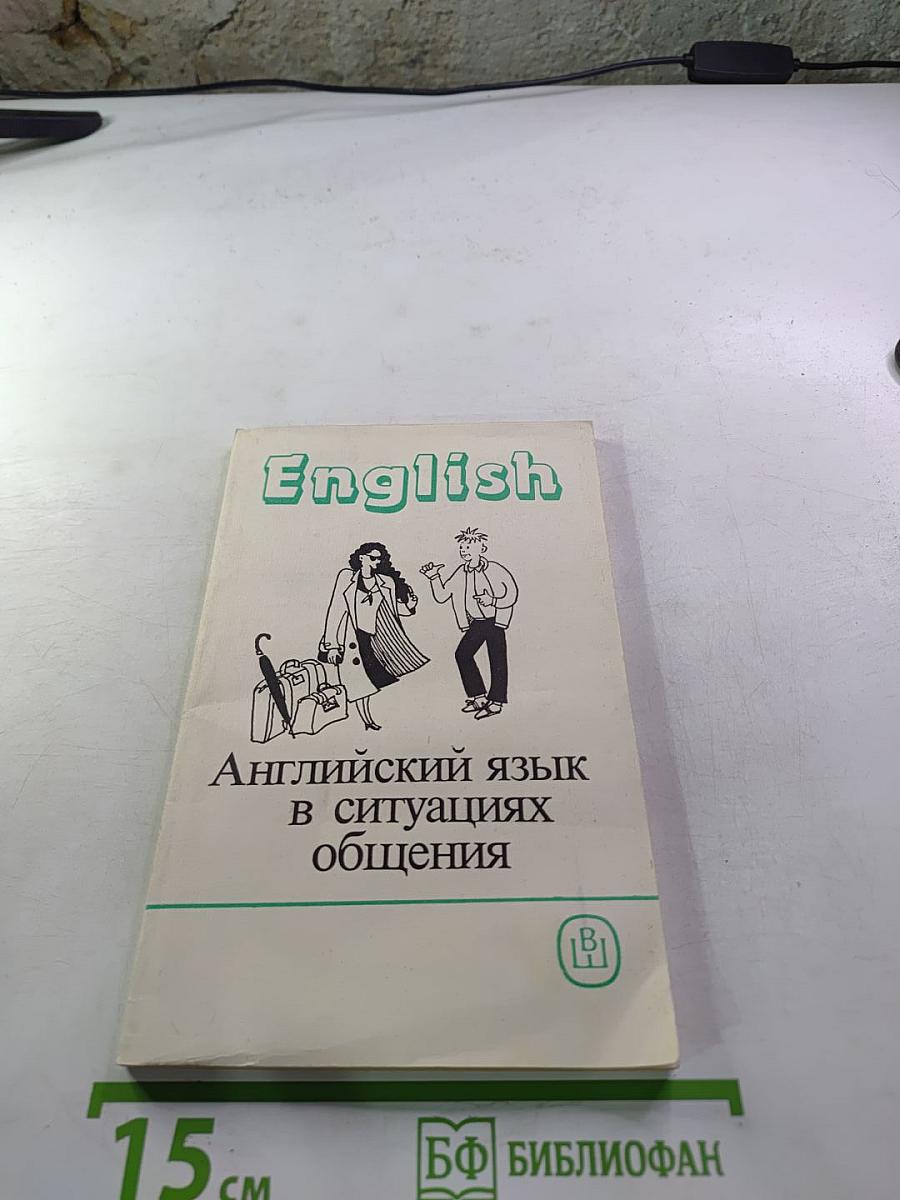 English
Английский язык
в ситуациях
общения
ВШ
15 см
БФ БИБЛИОФАН